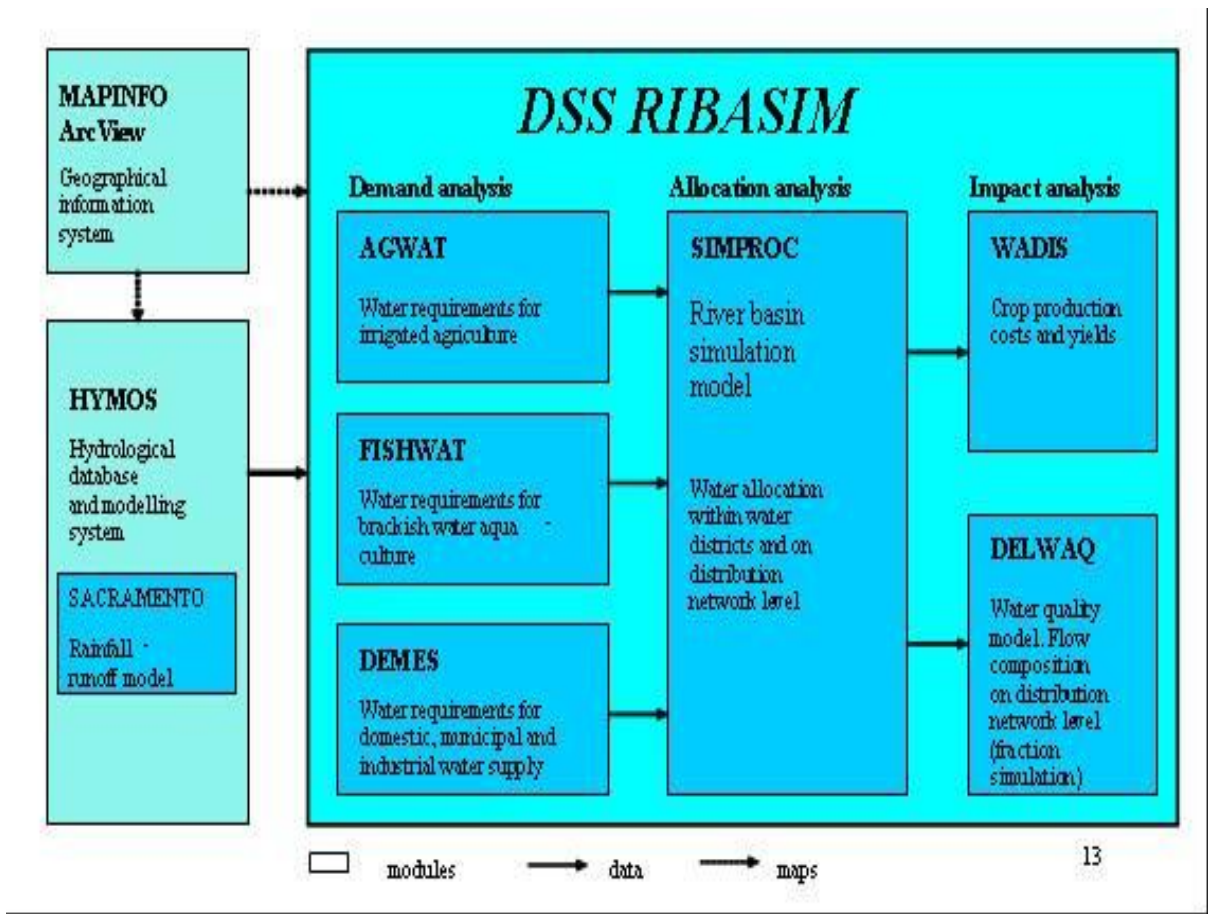 MAPINFO
ArcView
Geographical
information
system
HYMOS
Hydrological
database
and modelling
system
SACRAMENTO
Rainfall -
runoff model
DSS RIBASIM
Demand analysis
AGWAT
Water requirements for
irrigated agriculture
FISHWAT
Water requirements for
brackish water aqua -
culture
DEMES
Water requirements for
domestic, municipal and
industrial water supply
Allocation analysis
SIMPROC
River basin
simulation
model
Water allocation
within water
districts and on
distribution
network level
Impact analysis
WADIS
Crop production
costs and yields
DELWAQ
Water quality
model. Flow
composition
on distribution
network level
(fraction
simulation)
modules
data
maps
13